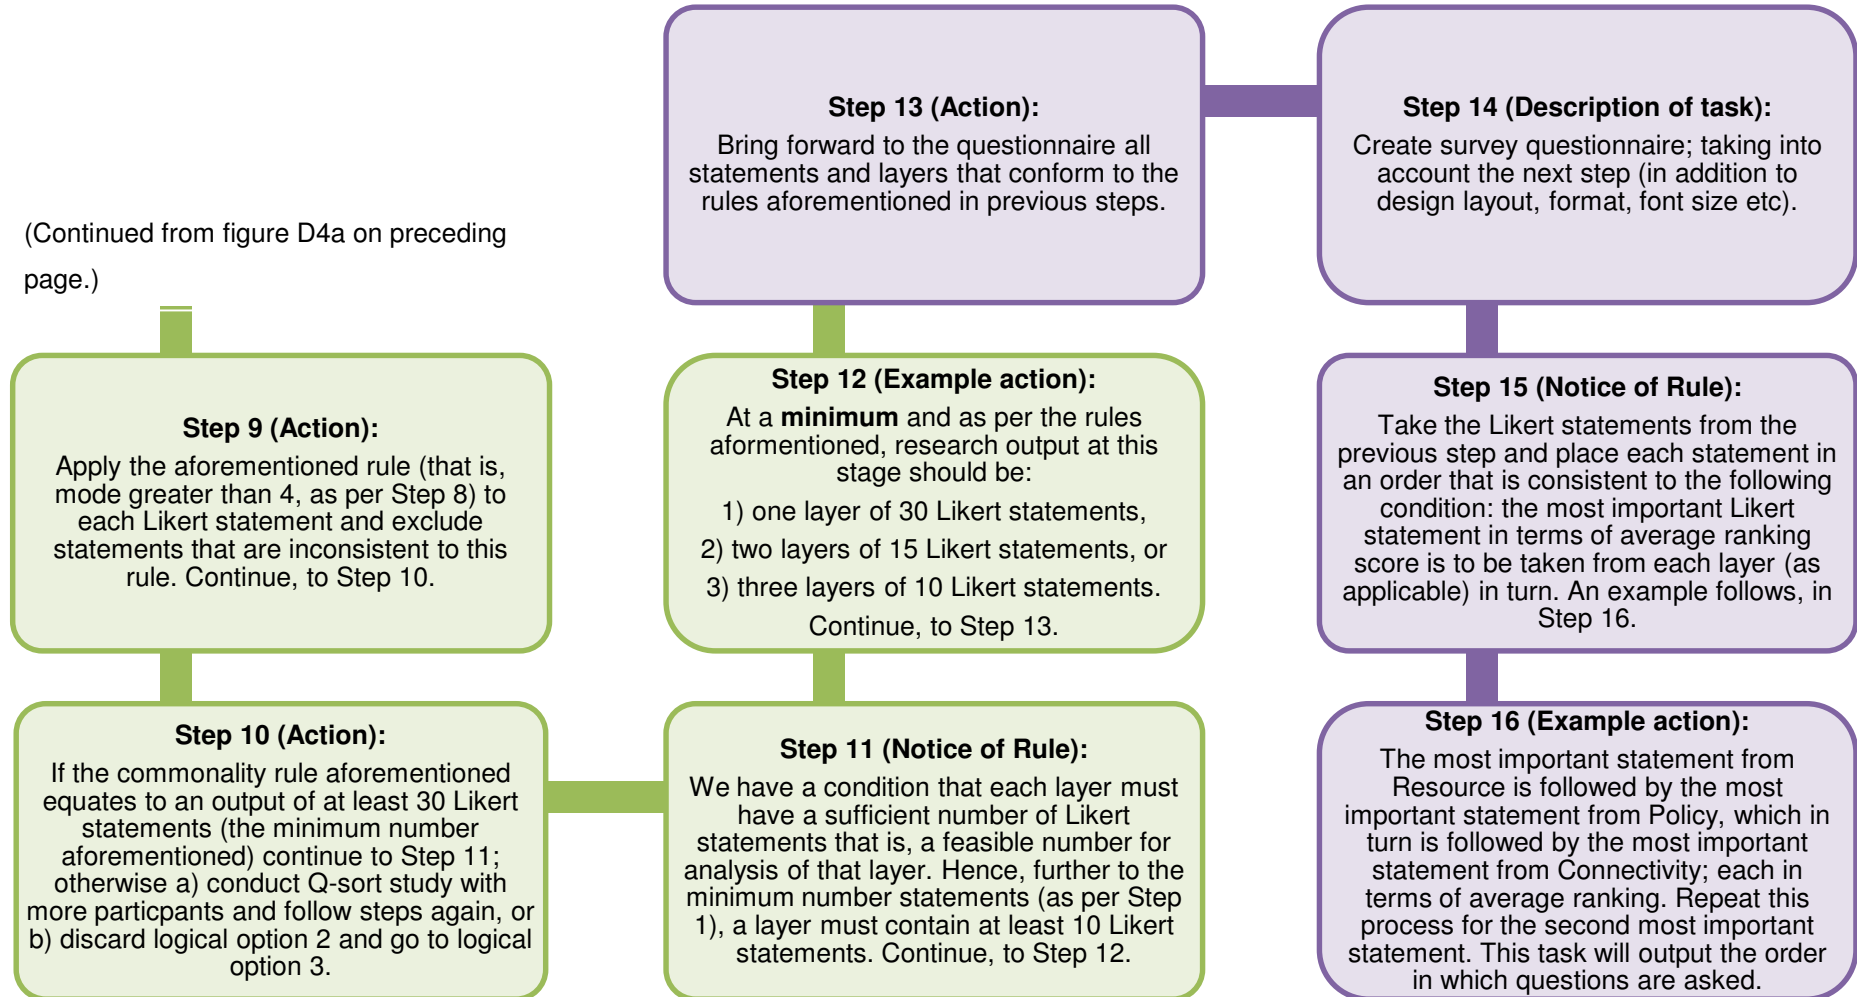 (Continued from figure D4a on preceding
page.)
Step 9 (Action):
Apply the aforementioned rule (that is,
mode greater than 4, as per Step 8) to
each Likert statement and exclude
statements that are inconsistent to this
rule. Continue, to Step 10.
Step 10 (Action):
If the commonality rule aforementioned
equates to an output of at least 30 Likert
statements (the minimum number
aforementioned) continue to Step 11;
otherwise a) conduct Q-sort study with
more particpants and follow steps again, or
b) discard logical option 2 and go to logical
option 3.
Step 11 (Notice of Rule):
We have a condition that each layer must
have a sufficient number of Likert
statements that is, a feasible number for
analysis of that layer. Hence, further to the
minimum number statements (as per Step
1), a layer must contain at least 10 Likert
statements. Continue, to Step 12.
Step 12 (Example action):
At a minimum and as per the rules
aformentioned, research output at this
stage should be:
1) one layer of 30 Likert statements,
2) two layers of 15 Likert statements, or
3) three layers of 10 Likert statements.
Continue, to Step 13.
Step 13 (Action):
Bring forward to the questionnaire all
statements and layers that conform to the
rules aforementioned in previous steps.
Step 14 (Description of task):
Create survey questionnaire; taking into
account the next step (in addition to
design layout, format, font size etc).
Step 15 (Notice of Rule):
Take the Likert statements from the
previous step and place each statement in
an order that is consistent to the following
condition: the most important Likert
statement in terms of average ranking
score is to be taken from each layer (as
applicable) in turn. An example follows, in
Step 16.
Step 16 (Example action):
The most important statement from
Resource is followed by the most
important statement from Policy, which in
turn is followed by the most important
statement from Connectivity; each in
terms of average ranking. Repeat this
process for the second most important
statement. This task will output the order
in which questions are asked.